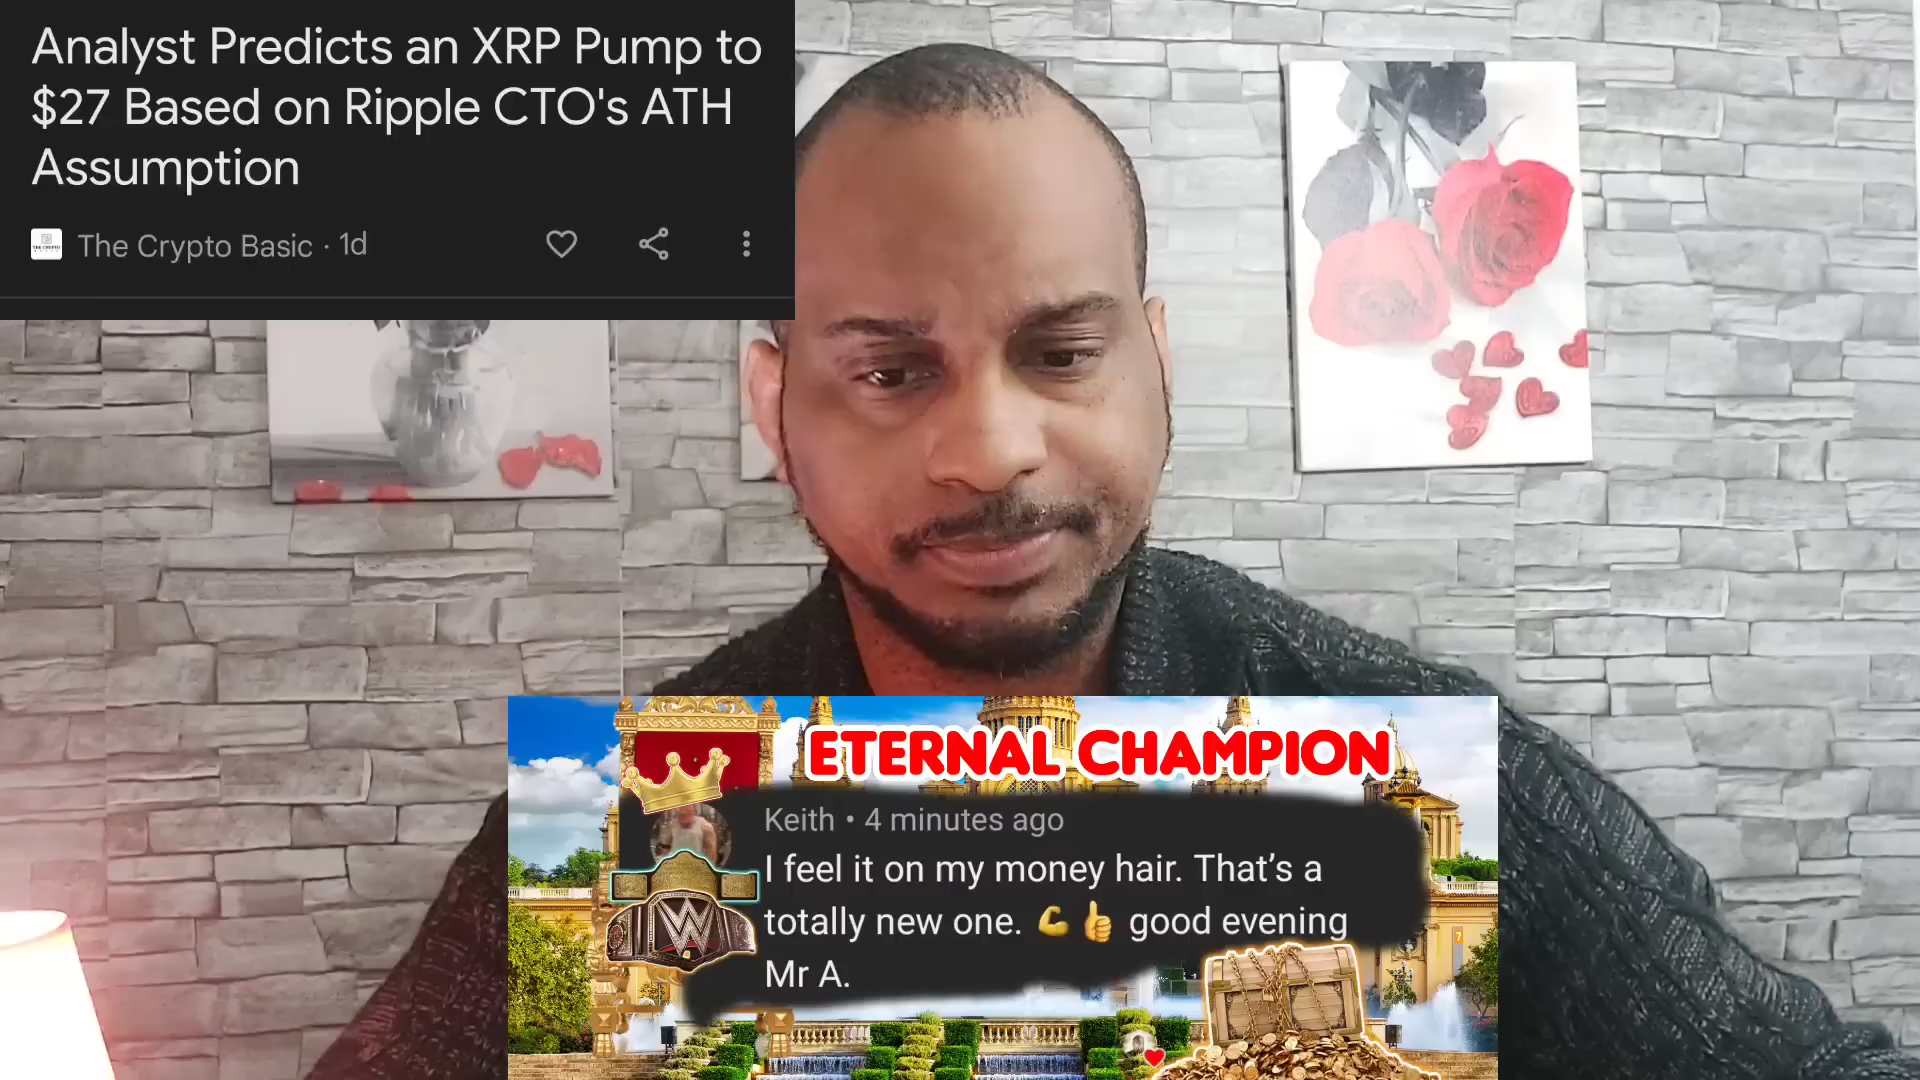 Analyst Predicts an XRP Pump to
$27 Based on Ripple CTO's ATH
Assumption
The Crypto Basic · 1d
ETERNAL CHAMPION
Keith • 4 minutes ago
I feel it on my money hair. That's a
totally new one. 💪👍 good evening
Mr A.
W
7